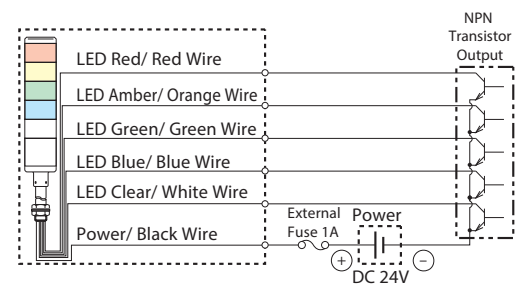 NPN
Transistor
Output
LED Red/ Red Wire
LED Amber/ Orange Wire
LED Green/ Green Wire
LED Blue/ Blue Wire
LED Clear/ White Wire
External
Fuse 1A
Power
Power/ Black Wire
+
−
DC 24V